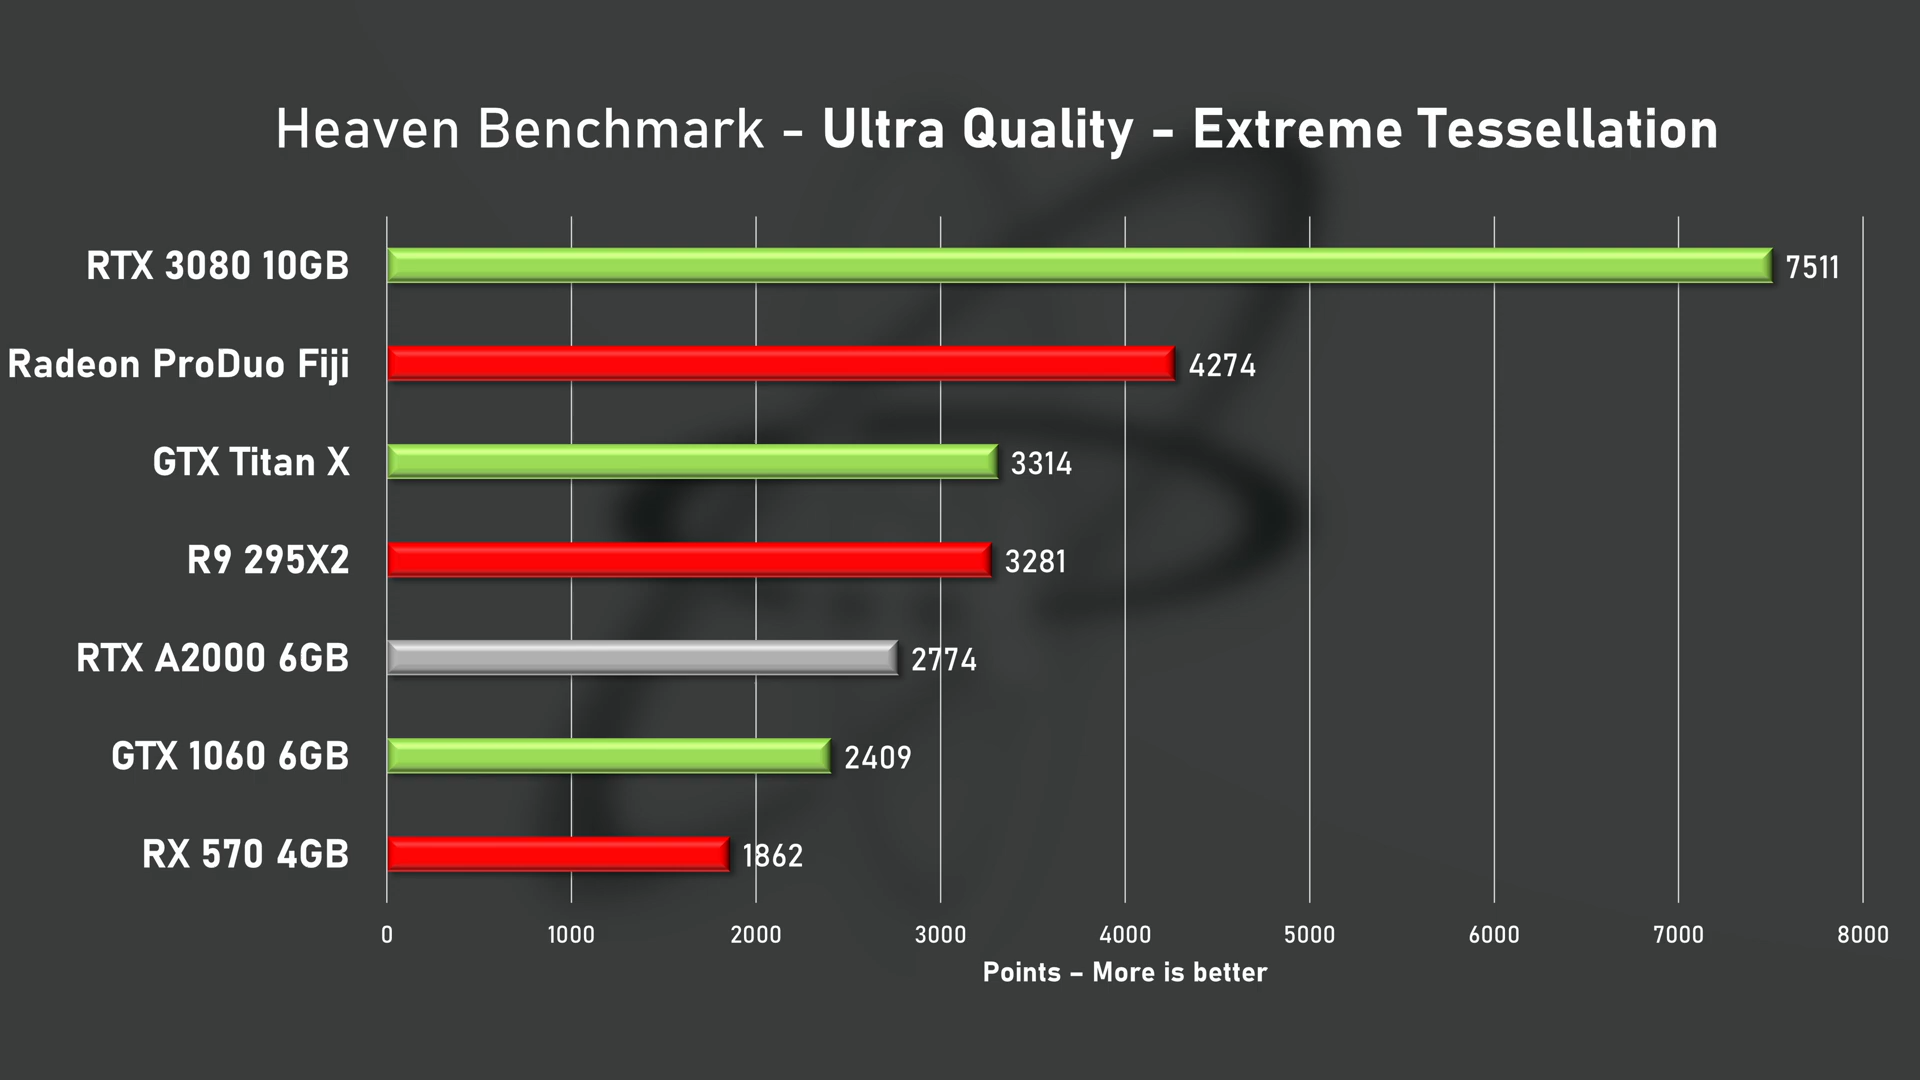 Heaven Benchmark - Ultra Quality - Extreme Tessellation
RTX 3080 10GB 7511
Radeon ProDuo Fiji 4274
GTX Titan X 3314
R9 295X2 3281
RTX A2000 6GB 2774
GTX 1060 6GB 2409
RX 570 4GB 1862
0 1000 2000 3000 4000 5000 6000 7000 8000
Points – More is better